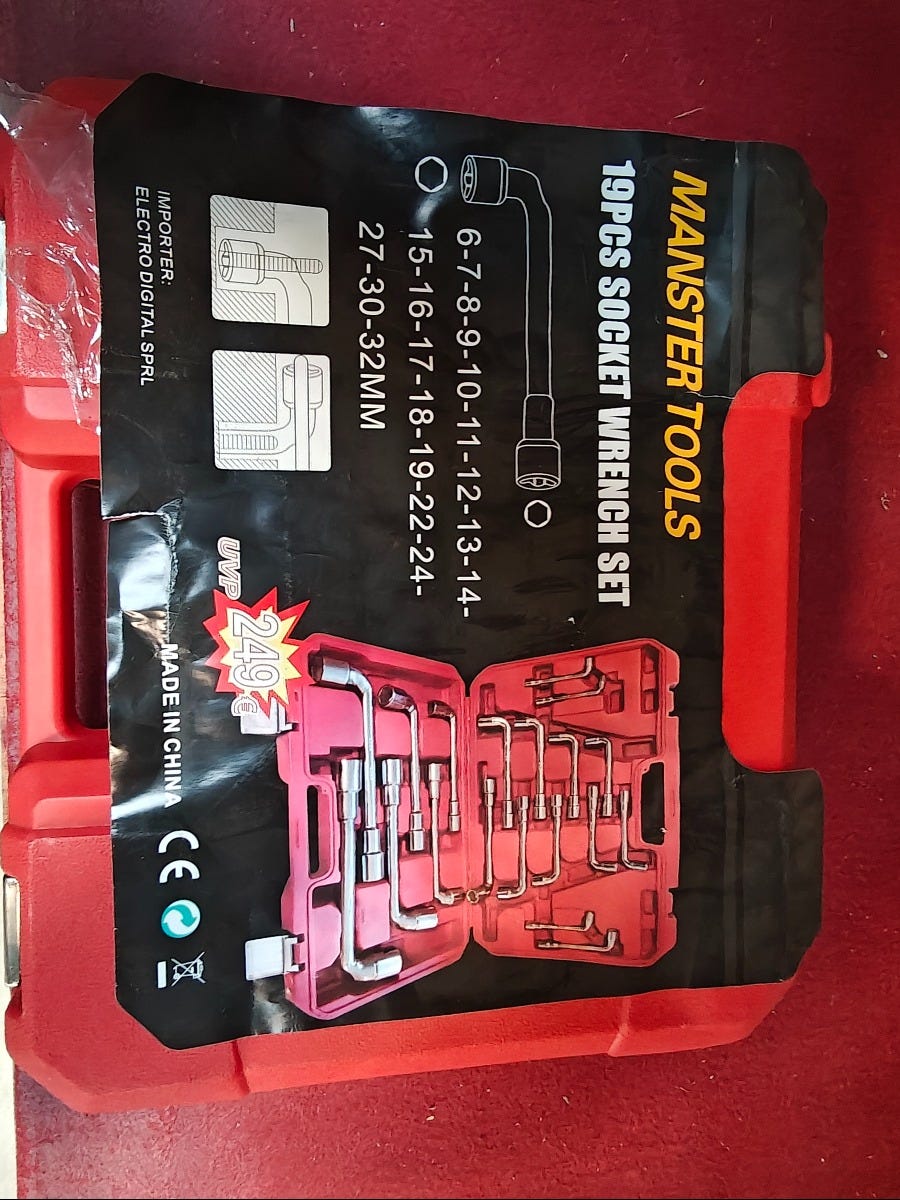 MANSTER TOOLS
19PCS SOCKET WRENCH SET
6-7-8-9-10-11-12-13-14-
15-16-17-18-19-22-24-
27-30-32MM
UVP 249€
IMPORTER:
ELECTRO DIGITAL SPRL
MADE IN CHINA CE